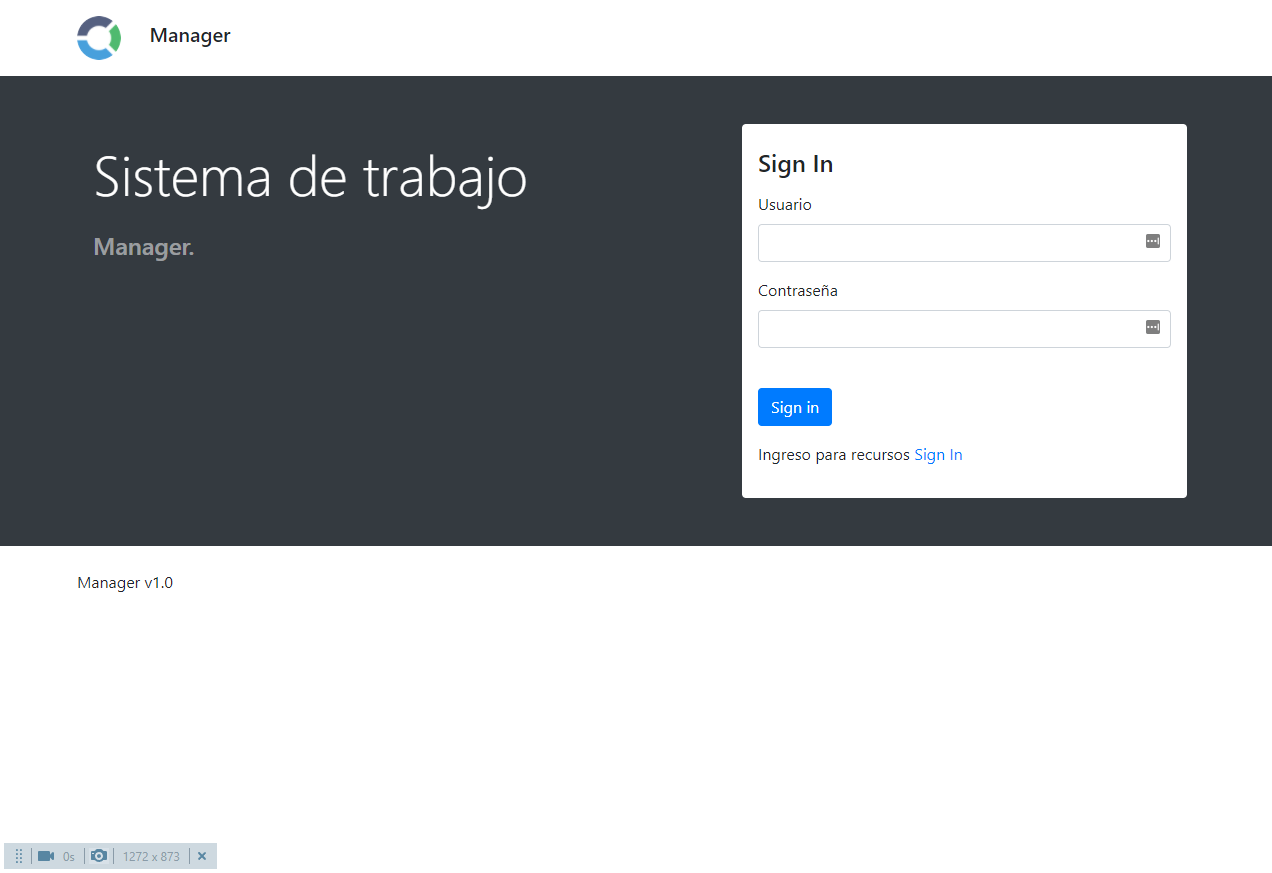 Manager
Sistema de trabajo
Manager.
Sign In
Usuario
Contraseña
Sign in
Ingreso para recursos Sign In
Manager v1.0
0s
1272 x 873